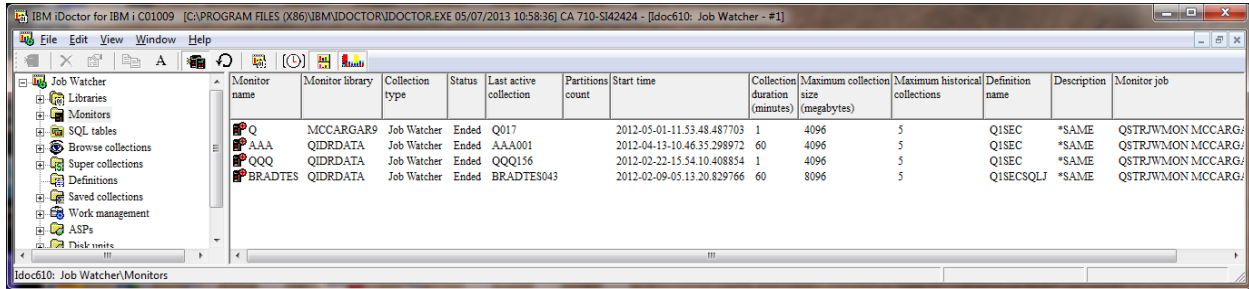 IBM iDoctor for IBM i C01009 [C:\PROGRAM FILES (X86)\IBM\IDOCTOR\IDOCTOR.EXE 05/07/2013 10:58:36] CA 710-SI42424 - [Idoc610: Job Watcher - #1]
File Edit View Window Help
Job Watcher
Libraries
Monitors
SQL tables
Browse collections
Super collections
Definitions
Saved collections
Work management
ASPs
Disk units
Monitor name Monitor library Collection type Status Last active collection Partitions count Start time Collection duration (minutes) Maximum collection size (megabytes) Maximum historical collections Definition name Description Monitor job
Q MCCARGAR9 Job Watcher Ended Q017 2012-05-01-11.53.48.487703 1 4096 5 Q1SEC *SAME QSTRJWMON MCCARGA
AAA QIDRDATA Job Watcher Ended AAA001 2012-04-13-10.46.35.298972 60 4096 5 Q1SEC *SAME QSTRJWMON MCCARGA
QQQ QIDRDATA Job Watcher Ended QQQ156 2012-02-22-15.54.10.408854 1 4096 5 Q1SEC *SAME QSTRJWMON MCCARGA
BRADTES QIDRDATA Job Watcher Ended BRADTES043 2012-02-09-05.13.20.829766 60 8096 5 Q1SECSQLJ *SAME QSTRJWMON MCCARGA
Idoc610: Job Watcher\Monitors